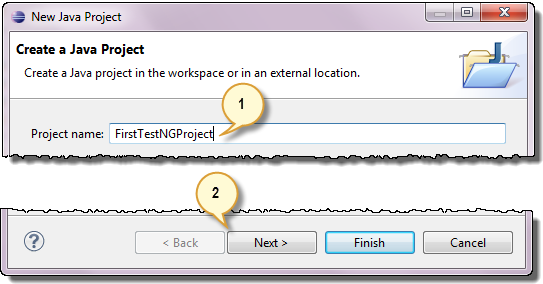 New Java Project
Create a Java Project
Create a Java project in the workspace or in an external location.
1
Project name: FirstTestNGProject
2
? < Back Next > Finish Cancel